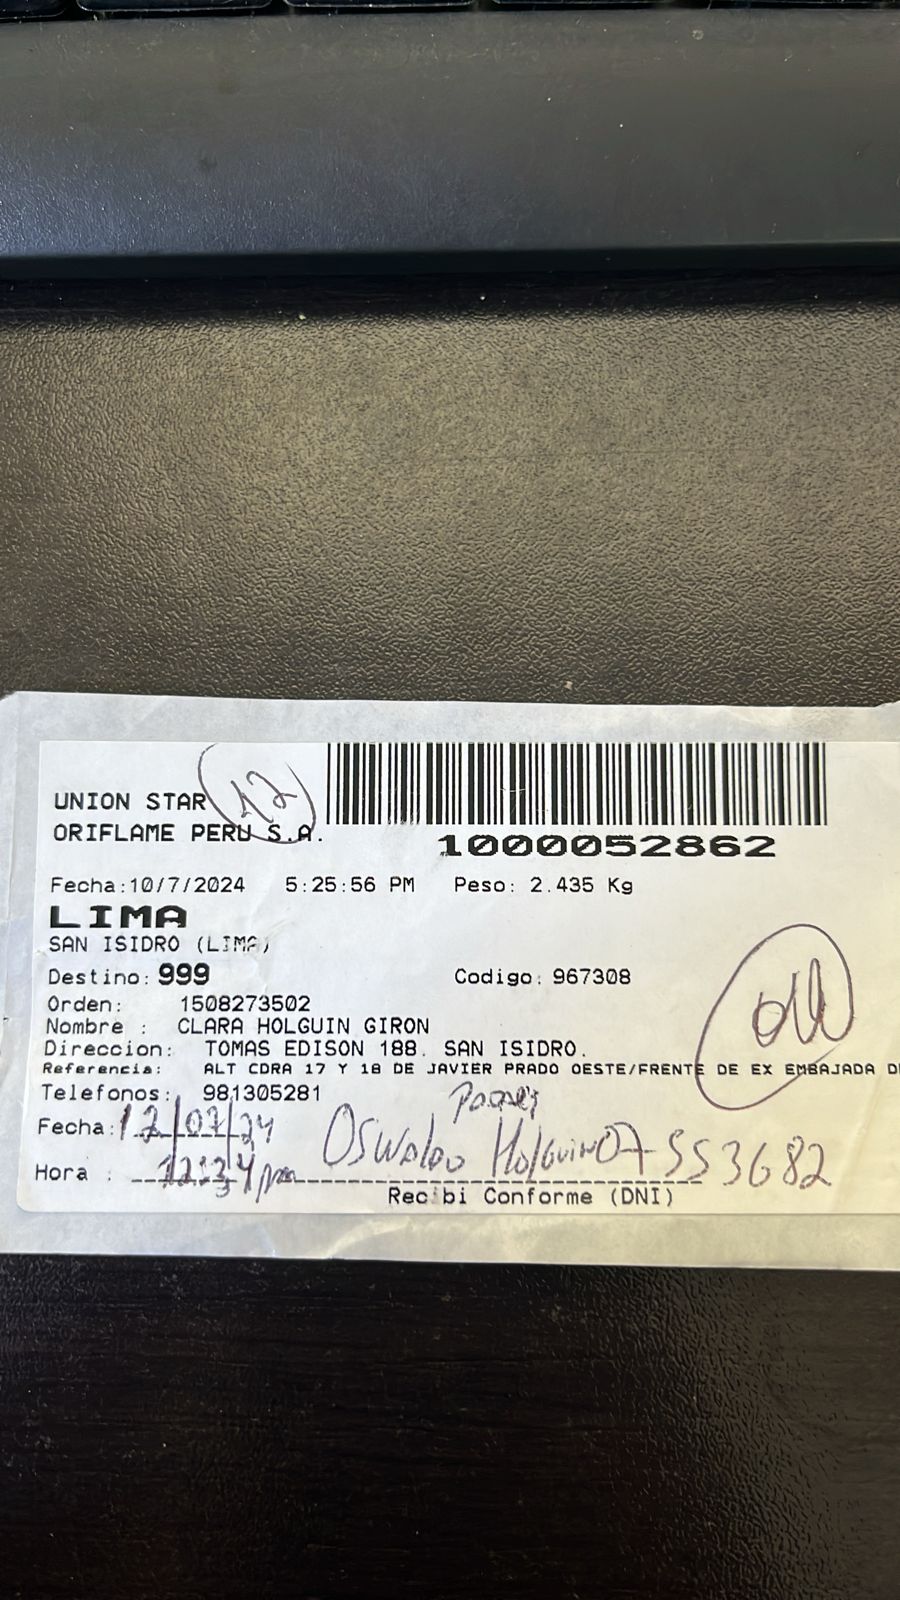 UNION STAR
12
ORIFLAME PERU S.A.
1000052862
Fecha:10/7/2024 5:25:56 PM Peso: 2.435 Kg
LIMA
SAN ISIDRO (LIMA)
Destino: 999 Codigo: 967308
Orden: 1508273502
Nombre : CLARA HOLGUIN GIRON
Direccion: TOMAS EDISON 188. SAN ISIDRO.
Referencia: ALT CDRA 17 Y 18 DE JAVIER PRADO OESTE/FRENTE DE EX EMBAJADA D
Telefonos: 981305281
Fecha: 12/07/24
Oswaldo Holguin 07553682
Hora :
Recibi Conforme (DNI)